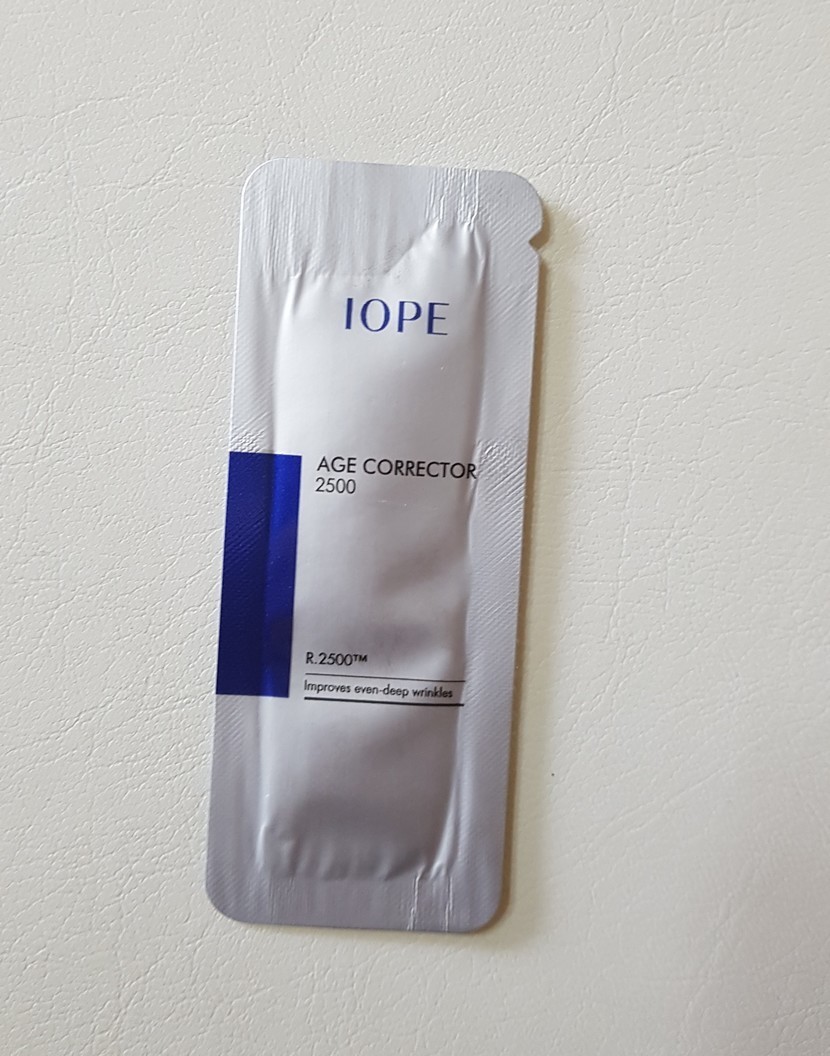 IOPE
AGE CORRECTOR
2500
R.2500™
Improves even-deep wrinkles